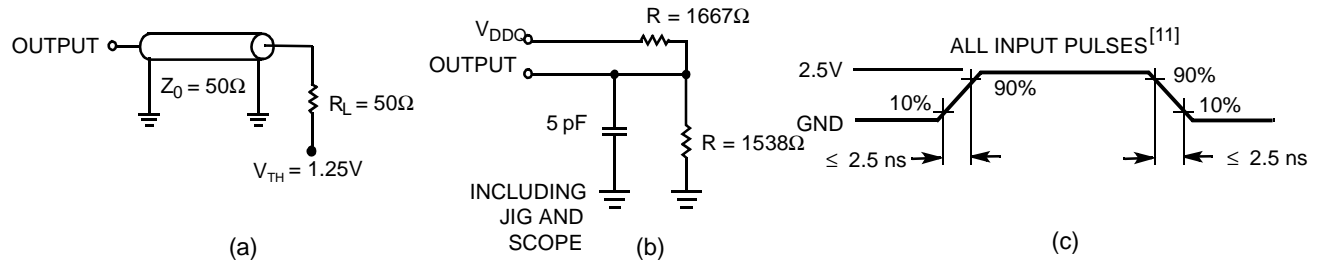 OUTPUT
Z0 = 50Ω
RL = 50Ω
VTH = 1.25V
(a)
R = 1667Ω
VDDQ
OUTPUT
5 pF
R = 1538Ω
INCLUDING
JIG AND
SCOPE
(b)
ALL INPUT PULSES[11]
2.5V
GND
10%
90%
90%
10%
≤ 2.5 ns
≤ 2.5 ns
(c)